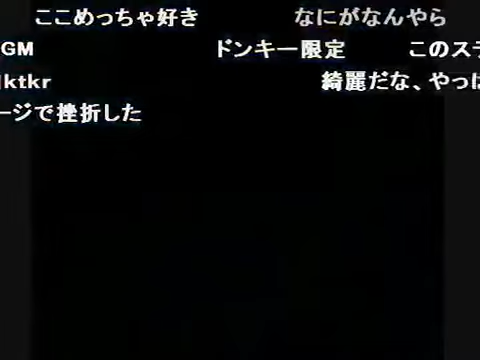 ここめっちゃ好き なにがなんやら
GM ドンキー限定 このステ
ktkr 綺麗だな、やっぱ
ージで挫折した